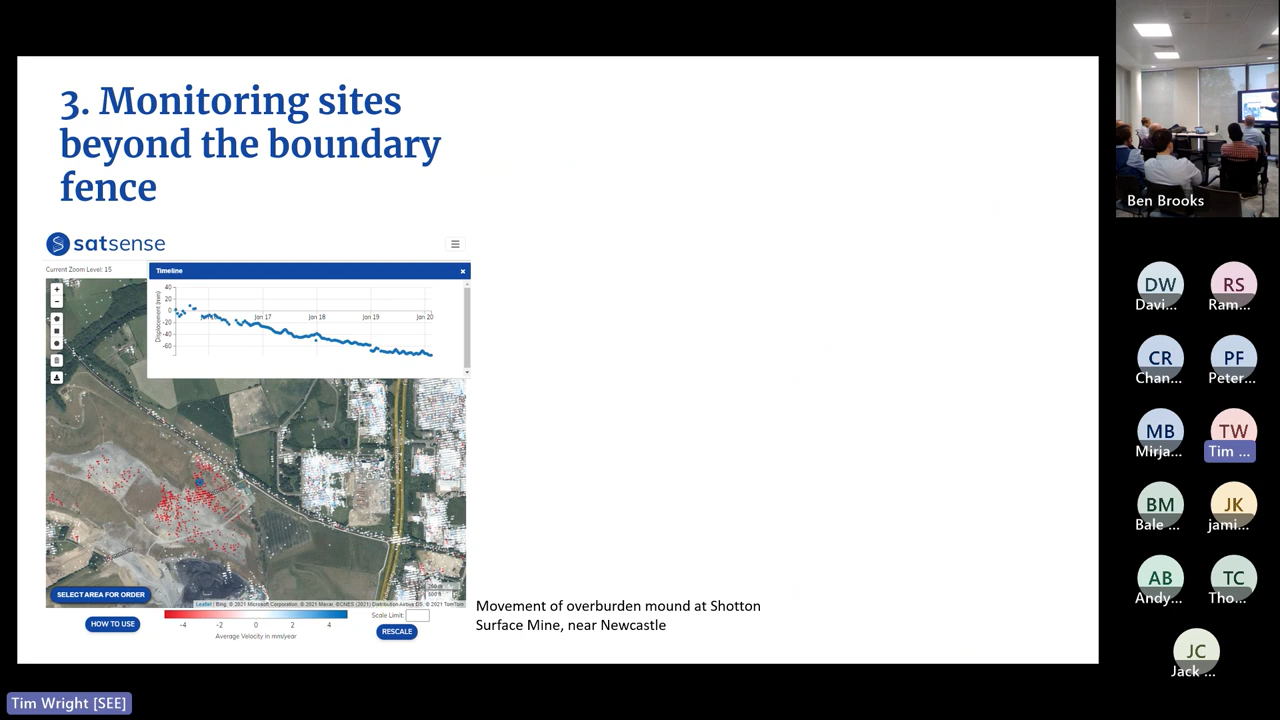 3. Monitoring sites
beyond the boundary
fence
satsense
Current Zoom Level: 15
Timeline
Displacement (mm)
40
20
0
-20
-40
-60
Jan 17
Jan 18
Jan 19
Jan 20
+
−
SELECT AREA FOR ORDER
HOW TO USE
-4
-2
0
2
4
Average Velocity in mm/year
Scale Limit:
RESCALE
Movement of overburden mound at Shotton
Surface Mine, near Newcastle
Ben Brooks
DW
Davi...
RS
Ram...
CR
Chan...
PF
Peter...
MB
Mirja...
TW
Tim ...
BM
Bale ...
JK
jami...
AB
Andy...
TC
Tho...
JC
Jack ...
Tim Wright [SEE]